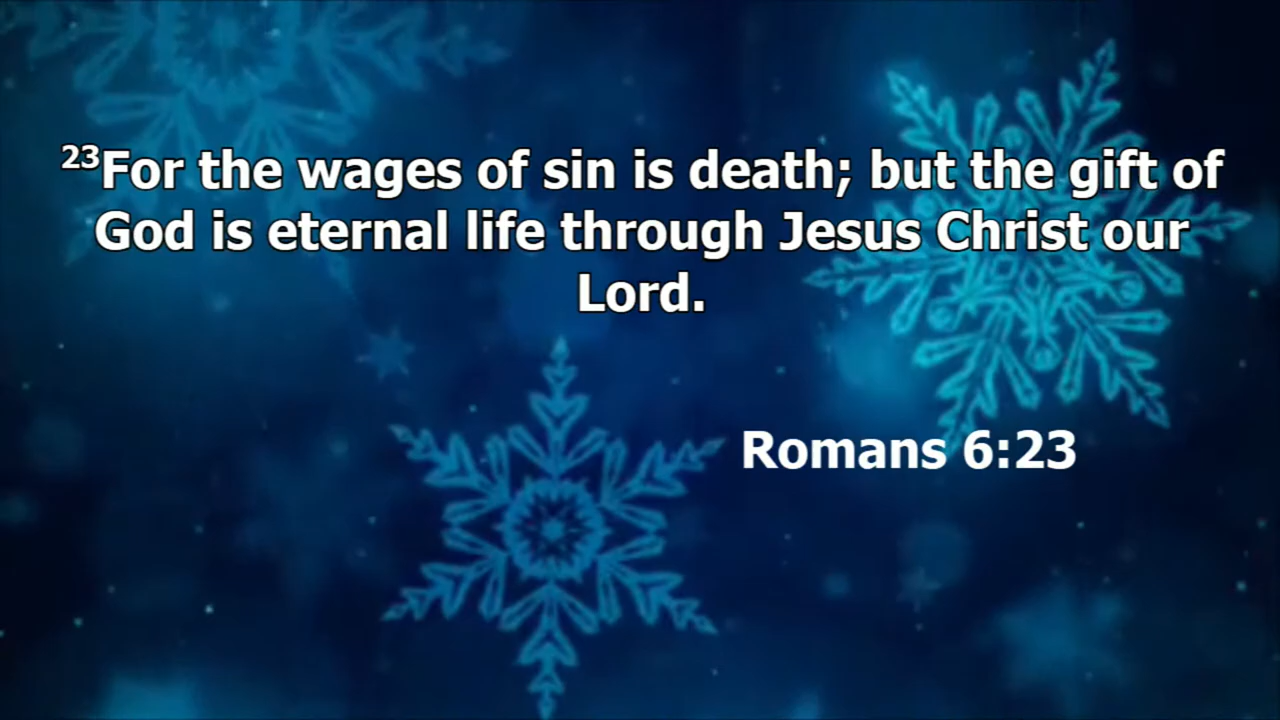 ²³For the wages of sin is death; but the gift of
God is eternal life through Jesus Christ our
Lord.
Romans 6:23